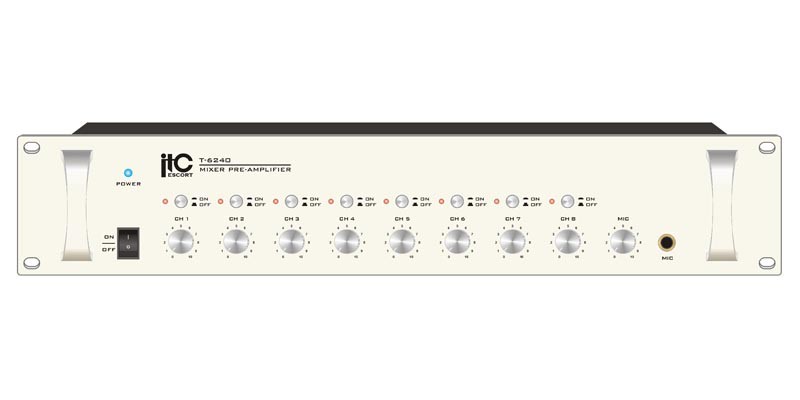 itC
ESCORT
T-6240
MIXER PRE-AMPLIFIER
POWER
ON OFF ON OFF ON OFF ON OFF ON OFF ON OFF ON OFF ON OFF
CH 1 CH 2 CH 3 CH 4 CH 5 CH 6 CH 7 CH 8 MIC
ON
OFF
MIC